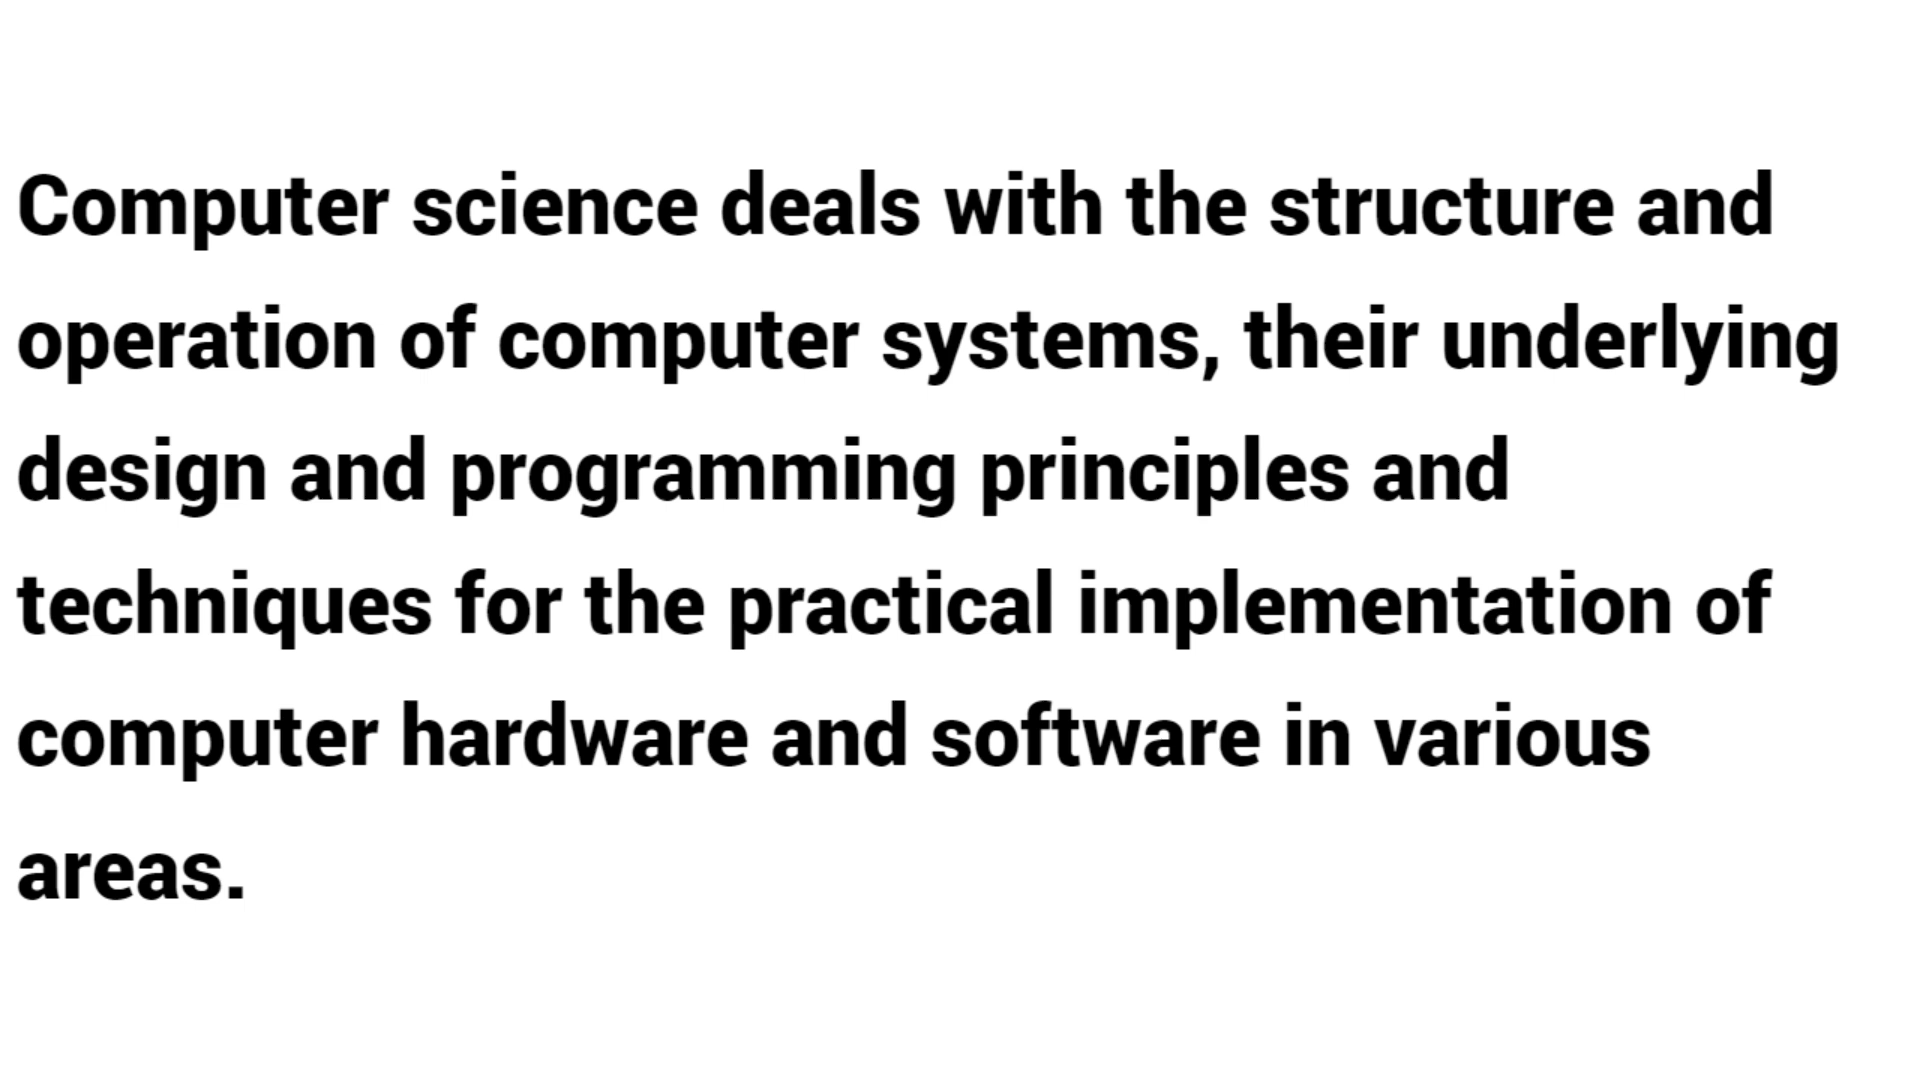 Computer science deals with the structure and
operation of computer systems, their underlying
design and programming principles and
techniques for the practical implementation of
computer hardware and software in various
areas.